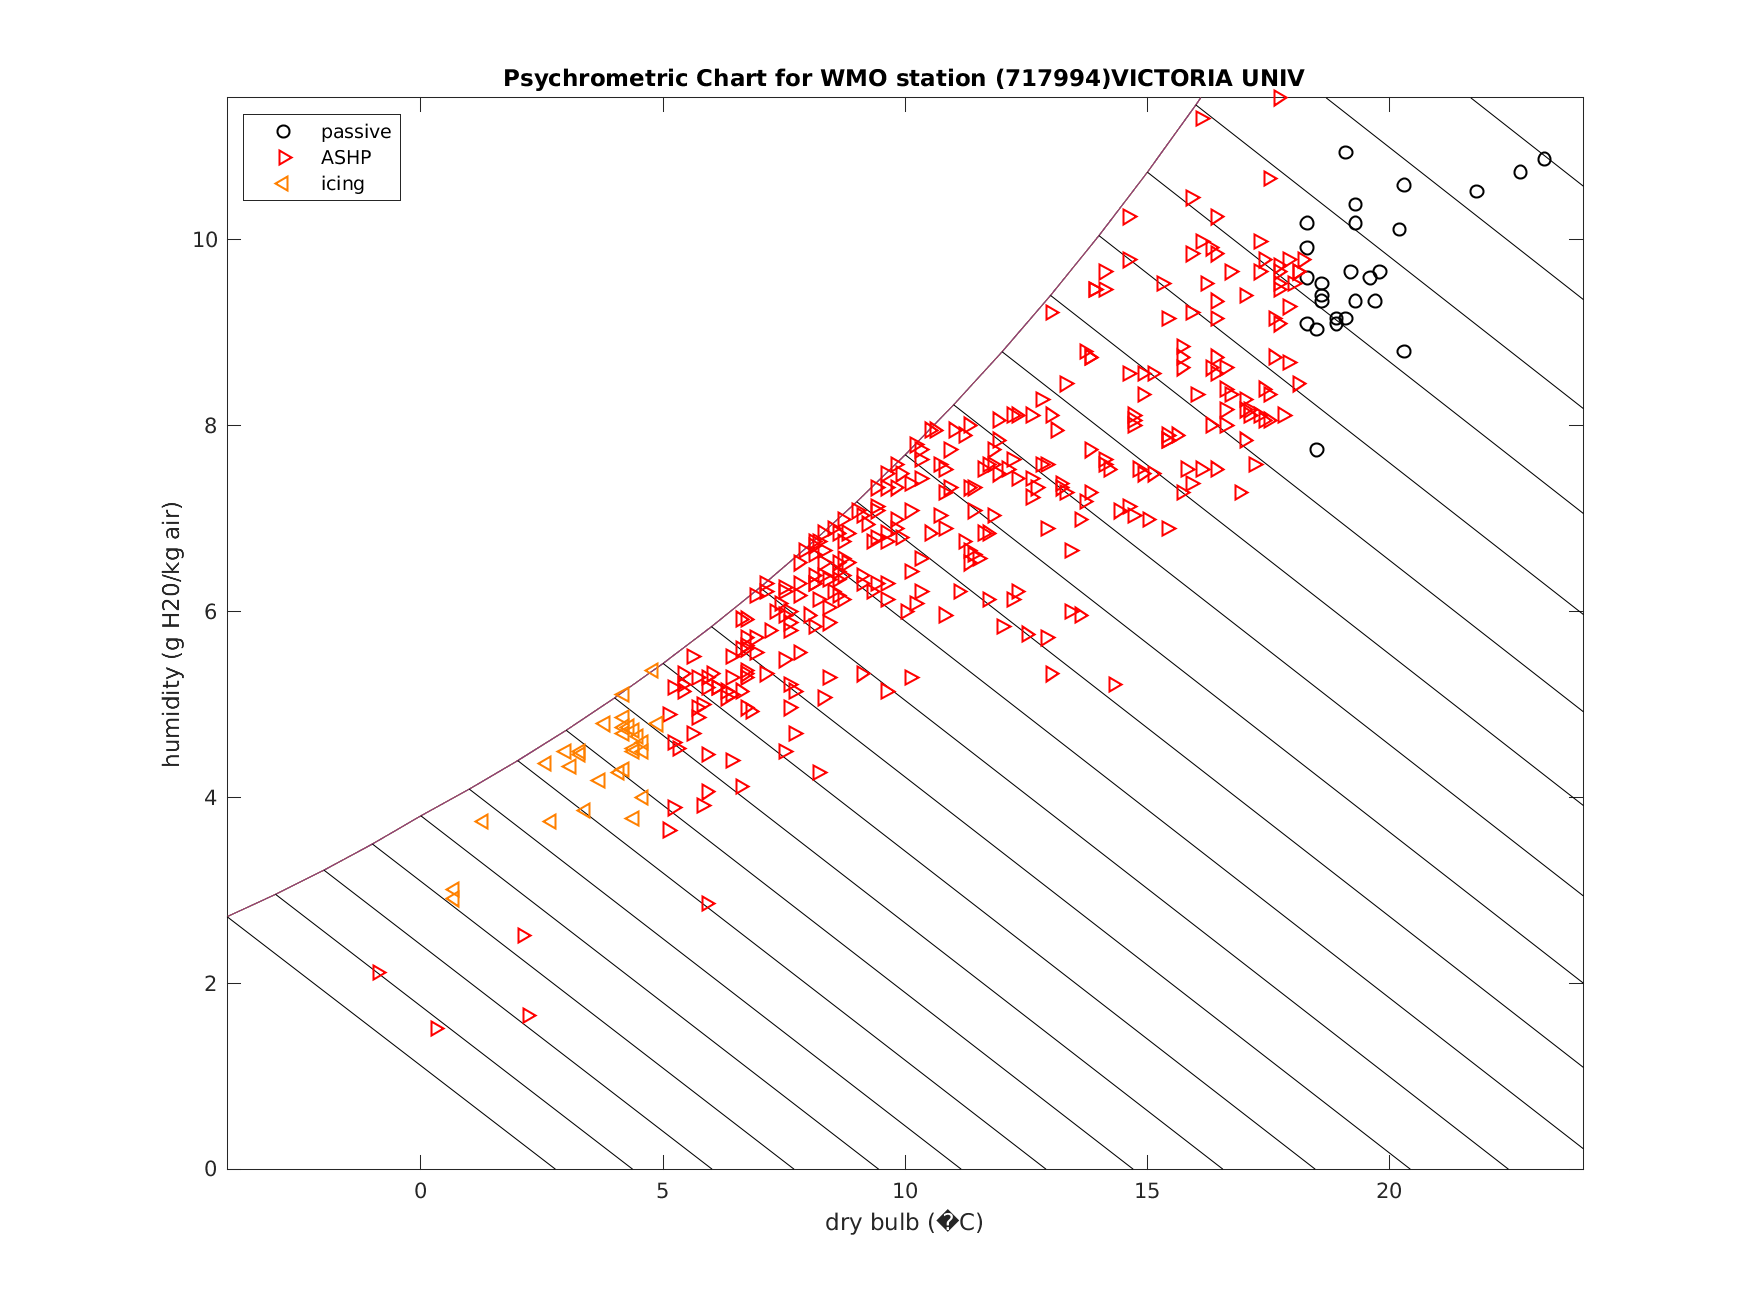 Psychrometric Chart for WMO station (717994)VICTORIA UNIV
passive
ASHP
icing
10
8
6
4
2
0
humidity (g H20/kg air)
0 5 10 15 20
dry bulb (�C)